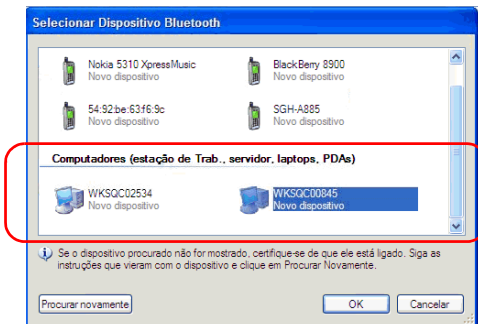 Selecionar Dispositivo Bluetooth
Nokia 5310 XpressMusic
Novo dispositivo
BlackBerry 8900
Novo dispositivo
54:92:be:63:f6:9c
Novo dispositivo
SGH-A885
Novo dispositivo
Computadores (estação de Trab., servidor, laptops, PDAs)
WKSQC02534
Novo dispositivo
WKSQC00845
Novo dispositivo
Se o dispositivo procurado não for mostrado, certifique-se de que ele está ligado. Siga as
instruções que vieram com o dispositivo e clique em Procurar Novamente.
Procurar novamente
OK
Cancelar